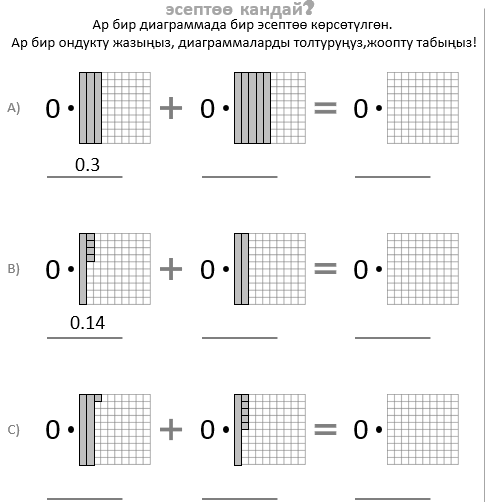 эсептөө кандай?
Ар бир диаграммада бир эсептөө көрсөтүлгөн.
Ар бир ондукту жазыңыз, диаграммаларды толтуруңуз,жоопту табыңыз!
A) 0 • + 0 • = 0 •
0.3
B) 0 • + 0 • = 0 •
0.14
C) 0 • + 0 • = 0 •